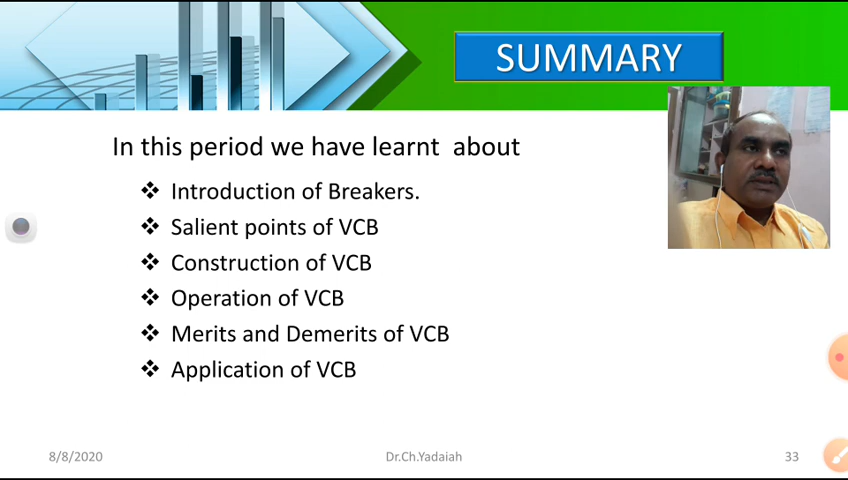 SUMMARY
In this period we have learnt about
❖ Introduction of Breakers.
❖ Salient points of VCB
❖ Construction of VCB
❖ Operation of VCB
❖ Merits and Demerits of VCB
❖ Application of VCB
8/8/2020 Dr.Ch.Yadaiah 33